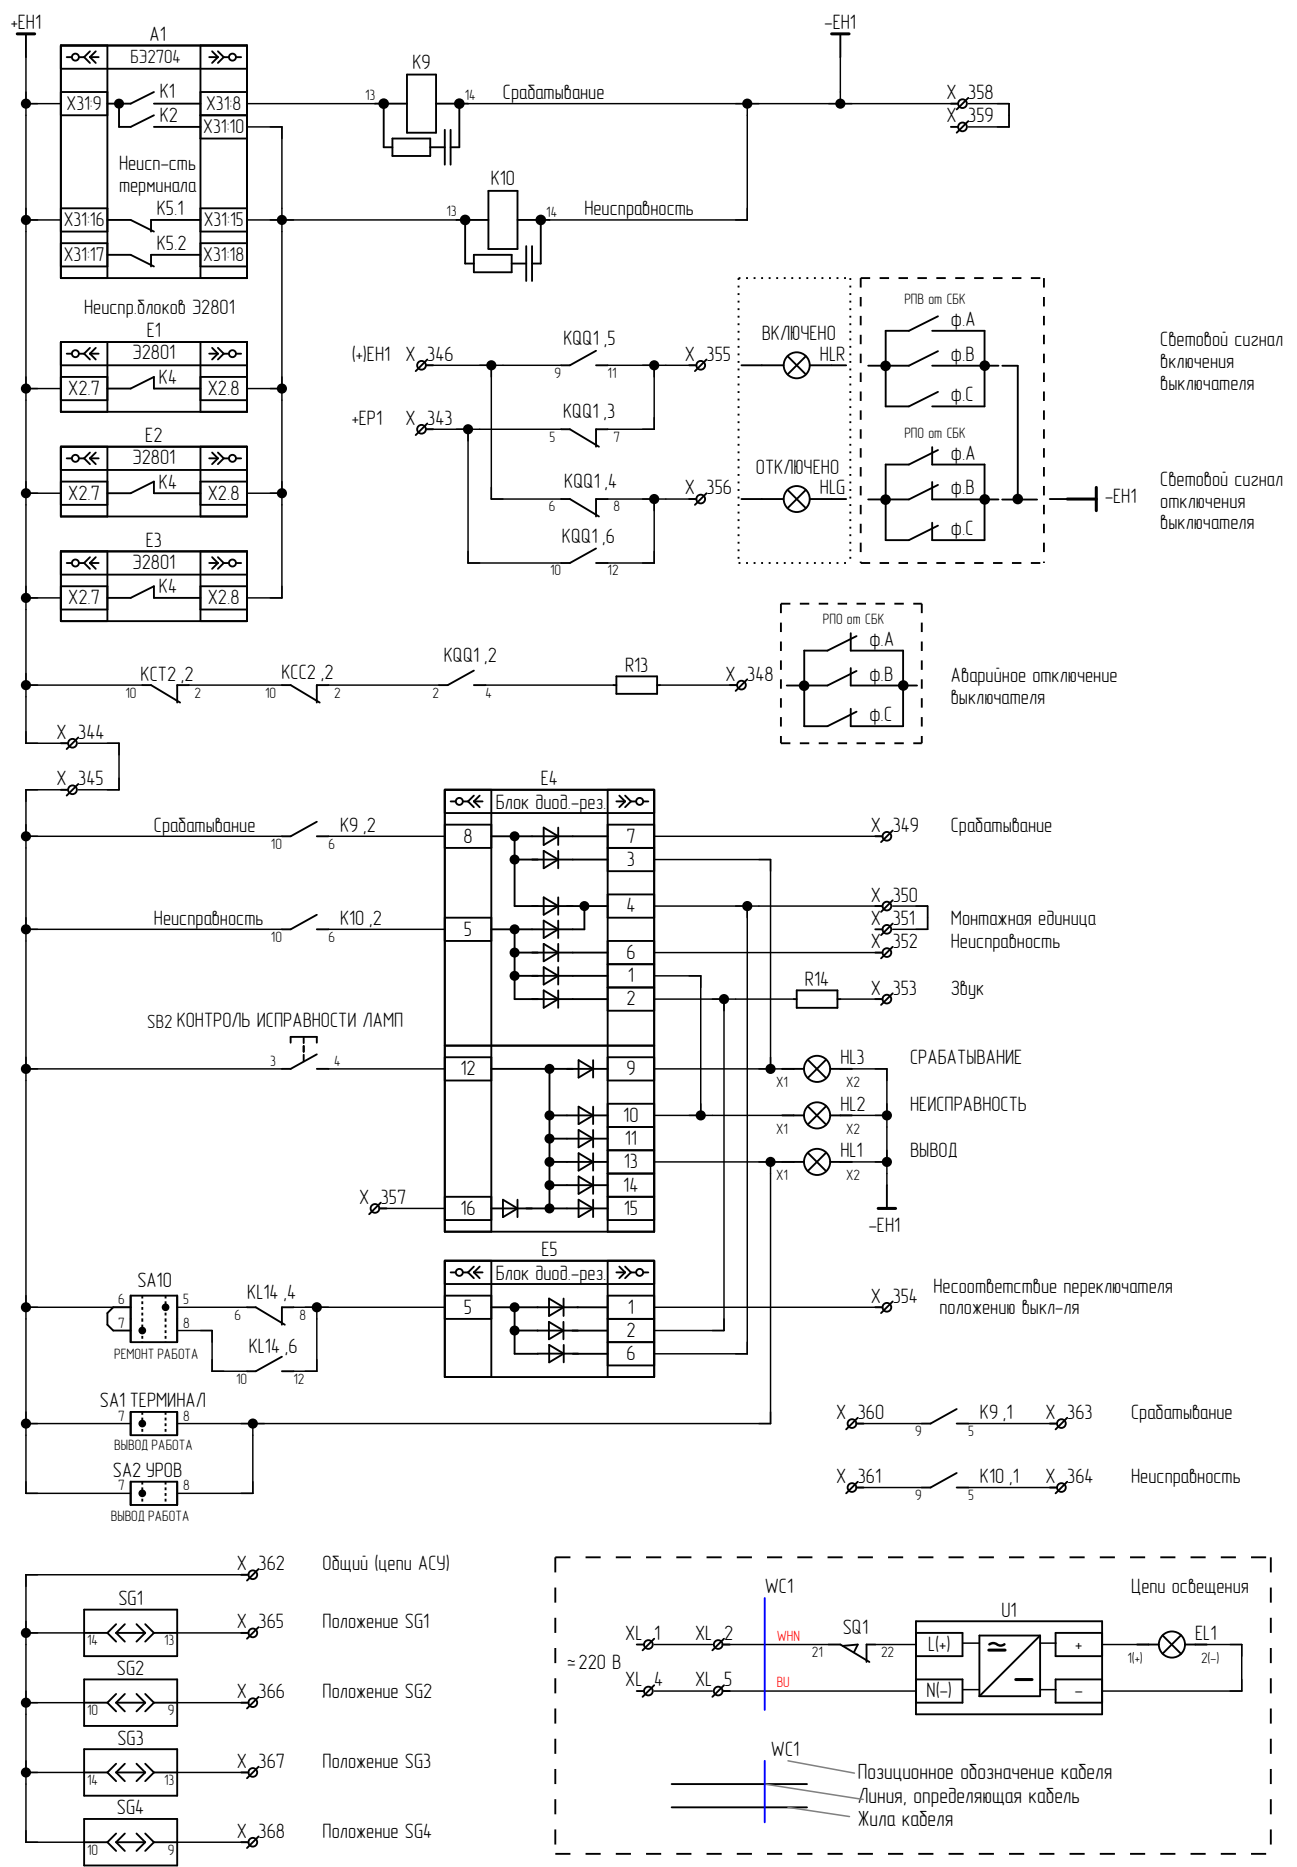 +EH1
A1
БЭ2704
X31:9
K1
X31:8
K2
X31:10
Неисп-сть
терминала
X31:16
K5.1
X31:15
X31:17
K5.2
X31:18
K9
13
14
Срабатывание
-EH1
X 358
X 359
K10
13
14
Неисправность
Неиспр.блоков Э2801
E1
Э2801
X2.7
K4
X2.8
E2
Э2801
X2.7
K4
X2.8
E3
Э2801
X2.7
K4
X2.8
(+)EH1
X 346
KQQ1 ,5
9
11
X 355
ВКЛЮЧЕНО
HLR
РПВ от СБК
ф.А
ф.В
ф.С
Световой сигнал
включения
выключателя
+EP1
X 343
KQQ1 ,3
5
7
KQQ1 ,4
6
8
X 356
ОТКЛЮЧЕНО
HLG
РПО от СБК
ф.А
ф.В
ф.С
-EH1
Световой сигнал
отключения
выключателя
KQQ1 ,6
10
12
KCT2 ,2
10
2
KCC2 ,2
10
2
KQQ1 ,2
2
4
R13
X 348
РПО от СБК
ф.А
ф.В
ф.С
Аварийное отключение
выключателя
X 344
X 345
E4
Блок диод.-рез.
Срабатывание
10
K9 ,2
6
8
7
3
X 349
Срабатывание
Неисправность
10
K10 ,2
6
5
4
6
1
2
X 350
X 351
Монтажная единица
X 352
Неисправность
R14
X 353
Звук
SB2 КОНТРОЛЬ ИСПРАВНОСТИ ЛАМП
3
4
12
9
10
11
13
14
15
X 357
16
X1
HL3
X2
СРАБАТЫВАНИЕ
X1
HL2
X2
НЕИСПРАВНОСТЬ
X1
HL1
X2
ВЫВОД
-EH1
E5
Блок диод.-рез.
5
1
2
6
X 354
Несоответствие переключателя
положению выкл-ля
SA10
6
5
7
8
РЕМОНТ РАБОТА
KL14 ,4
6
8
KL14 ,6
10
12
SA1 ТЕРМИНАЛ
7
8
ВЫВОД РАБОТА
SA2 УРОВ
7
8
ВЫВОД РАБОТА
X 360
9
K9 ,1
5
X 363
Срабатывание
X 361
9
K10 ,1
5
X 364
Неисправность
X 362
Общий (цепи АСУ)
SG1
14
13
X 365
Положение SG1
SG2
10
9
X 366
Положение SG2
SG3
14
13
X 367
Положение SG3
SG4
10
9
X 368
Положение SG4
WC1
Цепи освещения
XL 1
XL 2
WHN
SQ1
21
22
U1
L(+)
+
EL1
1(+)
2(-)
≃220 В
XL 4
XL 5
BU
N(-)
-
WC1
Позиционное обозначение кабеля
Линия, определяющая кабель
Жила кабеля